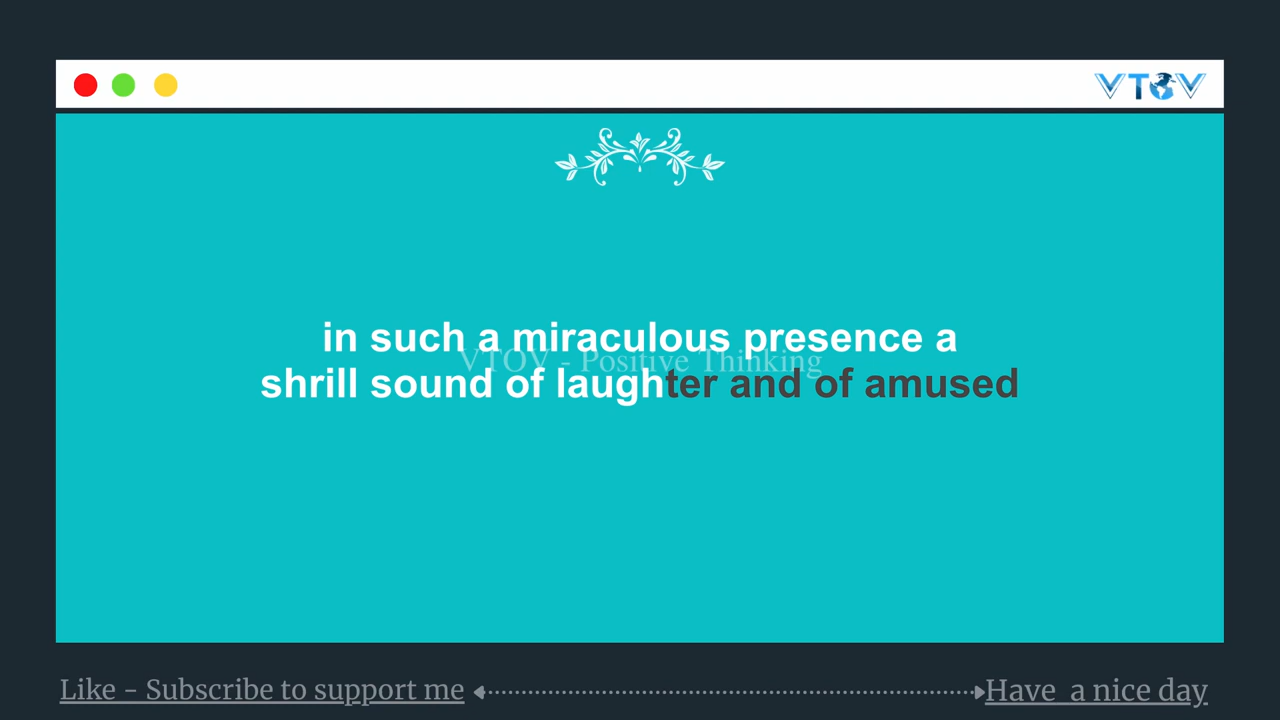 VTOV
in such a miraculous presence a
VTOV - Positive Thinking
shrill sound of laughter and of amused
Like - Subscribe to support me
Have a nice day